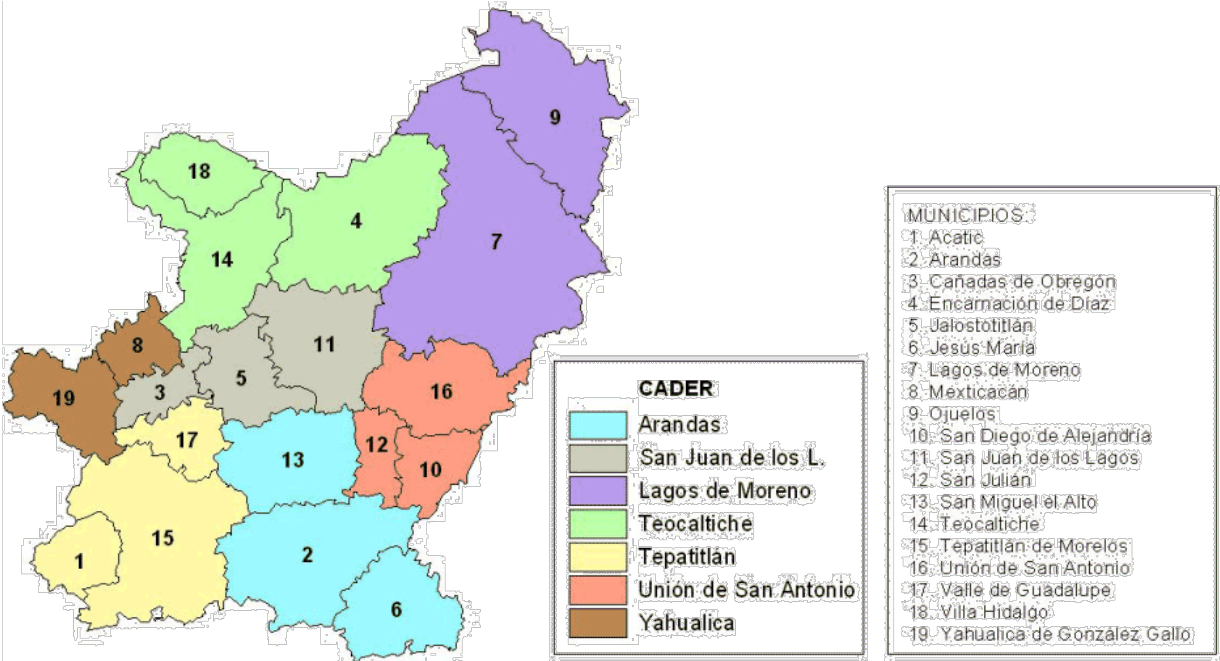 9
18
4
7
14
8
11
5
3
16
19
17
12
13
10
15
2
1
6
CADER
Arandas
San Juan de los L.
Lagos de Moreno
Teocaltiche
Tepatitlán
Unión de San Antonio
Yahualica
MUNICIPIOS.
1. Acatic
2. Arandas
3. Cañadas de Obregón
4. Encarnación de Díaz
5. Jalostotitlán
6. Jesús María
7. Lagos de Moreno
8. Mexticacán
9. Ojuelos
10. San Diego de Alejandría
11. San Juan de los Lagos
12. San Julián
13. San Miguel el Alto
14. Teocaltiche
15. Tepatitlán de Morelos
16. Unión de San Antonio
17. Valle de Guadalupe
18. Villa Hidalgo
19. Yahualica de González Gallo